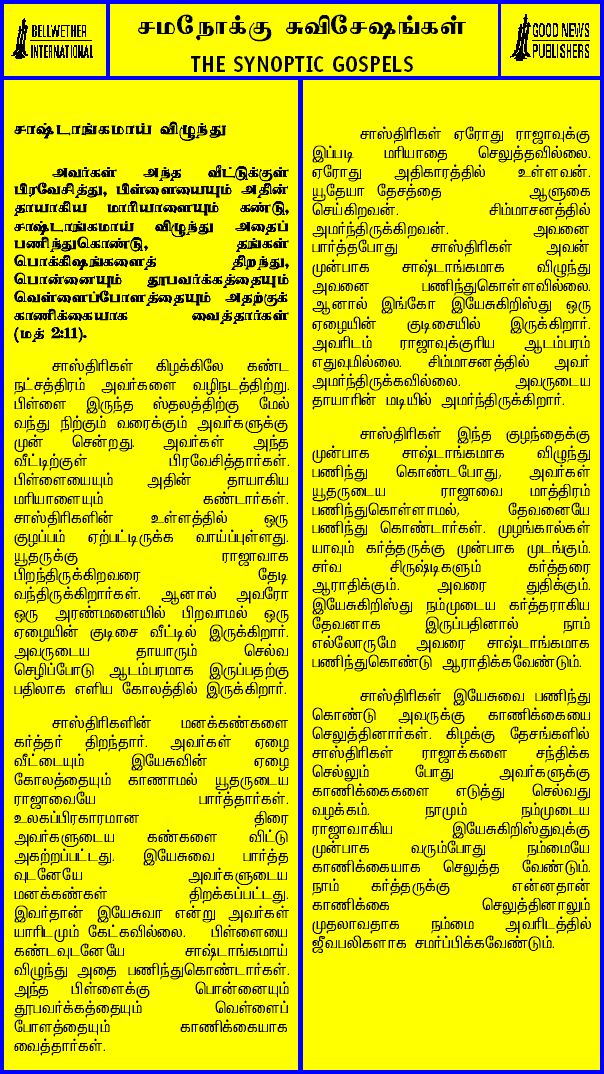 BELLWETHER
INTERNATIONAL
சமநோக்கு சுவிசேஷங்கள்
THE SYNOPTIC GOSPELS
GOOD NEWS
PUBLISHERS
சாஷ்டாங்கமாய் விழுந்து
அவர்கள் அந்த வீட்டுக்குள்
பிரவேசித்து, பிள்ளையையும் அதின்
தாயாகிய மாரியாளையும் கண்டு,
சாஷ்டாங்கமாய் விழுந்து அதைப்
பணிந்துகொண்டு, தங்கள்
பொக்கிஷங்களைத் திறந்து,
பொன்னையும் தூபவர்க்கத்தையும்
வெள்ளைப்போளத்தையும் அதற்குக்
காணிக்கையாக வைத்தார்கள்
(மத் 2:11).
சாஸ்திரிகள் கிழக்கிலே கண்ட
நட்சத்திரம் அவர்களை வழிநடத்திற்று.
பிள்ளை இருந்த ஸ்தலத்திற்கு மேல்
வந்து நிற்கும் வரைக்கும் அவர்களுக்கு
முன் சென்றது. அவர்கள் அந்த
வீட்டிற்குள் பிரவேசித்தார்கள்.
பிள்ளையையும் அதின் தாயாகிய
மரியாளையும் கண்டார்கள்.
சாஸ்திரிகளின் உள்ளத்தில் ஒரு
குழப்பம் ஏற்பட்டிருக்க வாய்ப்புள்ளது.
யூதருக்கு ராஜாவாக
பிறந்திருக்கிறவரை தேடி
வந்திருக்கிறார்கள். ஆனால் அவரோ
ஒரு அரண்மனையில் பிறவாமல் ஒரு
ஏழையின் குடிசை வீட்டில் இருக்கிறார்.
அவருடைய தாயாரும் செல்வ
செழிப்போடு ஆடம்பரமாக இருப்பதற்கு
பதிலாக எளிய கோலத்தில் இருக்கிறார்.
சாஸ்திரிகளின் மனக்கண்களை
கர்த்தர் திறந்தார். அவர்கள் ஏழை
வீட்டையும் இயேசுவின் ஏழை
கோலத்தையும் காணாமல் யூதருடைய
ராஜாவையே பார்த்தார்கள்.
உலகப்பிரகாரமான திரை
அவர்களுடைய கண்களை விட்டு
அகற்றப்பட்டது. இயேசுவை பார்த்த
வுடனேயே அவர்களுடைய
மனக்கண்கள் திறக்கப்பட்டது.
இவர்தான் இயேசுவா என்று அவர்கள்
யாரிடமும் கேட்கவில்லை. பிள்ளையை
கண்டவுடனேயே சாஷ்டாங்கமாய்
விழுந்து அதை பணிந்துகொண்டார்கள்.
அந்த பிள்ளைக்கு பொன்னையும்
தூபவர்க்கத்தையும் வெள்ளைப்
போளத்தையும் காணிக்கையாக
வைத்தார்கள்.
சாஸ்திரிகள் ஏரோது ராஜாவுக்கு
இப்படி மரியாதை செலுத்தவில்லை.
ஏரோது அதிகாரத்தில் உள்ளவன்.
யூதேயா தேசத்தை ஆளுகை
செய்கிறவன். சிம்மாசனத்தில்
அமர்ந்திருக்கிறவன். அவனை
பார்த்தபோது சாஸ்திரிகள் அவன்
முன்பாக சாஷ்டாங்கமாக விழுந்து
அவனை பணிந்துகொள்ளவில்லை.
ஆனால் இங்கோ இயேசுகிறிஸ்து ஒரு
ஏழையின் குடிசையில் இருக்கிறார்.
அவரிடம் ராஜாவுக்குரிய ஆடம்பரம்
எதுவுமில்லை. சிம்மாசனத்தில் அவர்
அமர்ந்திருக்கவில்லை. அவருடைய
தாயாரின் மடியில் அமர்ந்திருக்கிறார்.
சாஸ்திரிகள் இந்த குழந்தைக்கு
முன்பாக சாஷ்டாங்கமாக விழுந்து
பணிந்து கொண்டபோது, அவர்கள்
யூதருடைய ராஜாவை மாத்திரம்
பணிந்துகொள்ளாமல், தேவனையே
பணிந்து கொண்டார்கள். முழங்கால்கள்
யாவும் கர்த்தருக்கு முன்பாக முடங்கும்.
சர்வ சிருஷ்டிகளும் கர்த்தரை
ஆராதிக்கும். அவரை துதிக்கும்.
இயேசுகிறிஸ்து நம்முடைய கர்த்தராகிய
தேவனாக இருப்பதினால் நாம்
எல்லோருமே அவரை சாஷ்டாங்கமாக
பணிந்துகொண்டு ஆராதிக்கவேண்டும்.
சாஸ்திரிகள் இயேசுவை பணிந்து
கொண்டு அவருக்கு காணிக்கையை
செலுத்தினார்கள். கிழக்கு தேசங்களில்
சாஸ்திரிகள் ராஜாக்களை சந்திக்க
செல்லும் போது அவர்களுக்கு
காணிக்கைகளை எடுத்து செல்வது
வழக்கம். நாமும் நம்முடைய
ராஜாவாகிய இயேசுகிறிஸ்துவுக்கு
முன்பாக வரும்போது நம்மையே
காணிக்கையாக செலுத்த வேண்டும்.
நாம் கர்த்தருக்கு என்னதான்
காணிக்கை செலுத்தினாலும்
முதலாவதாக நம்மை அவரிடத்தில்
ஜீவபலிகளாக சமர்ப்பிக்கவேண்டும்.